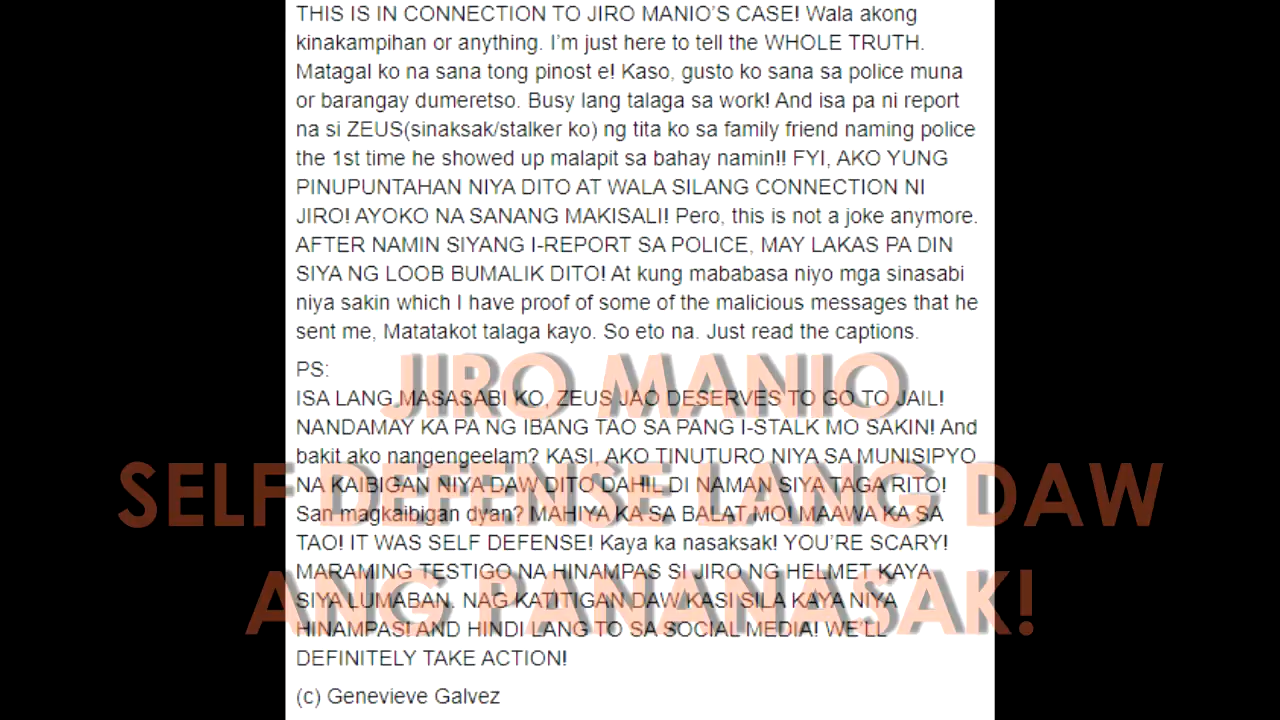 THIS IS IN CONNECTION TO JIRO MANIO'S CASE! Wala akong
kinakampihan or anything. I'm just here to tell the WHOLE TRUTH.
Matagal ko na sana tong pinost e! Kaso, gusto ko sana sa police muna
or barangay dumeretso. Busy lang talaga sa work! And isa pa ni report
na si ZEUS(sinaksak/stalker ko) ng tita ko sa family friend naming police
the 1st time he showed up malapit sa bahay namin!! FYI, AKO YUNG
PINUPUNTAHAN NIYA DITO AT WALA SILANG CONNECTION NI
JIRO! AYOKO NA SANANG MAKISALI! Pero, this is not a joke anymore.
AFTER NAMIN SIYANG I-REPORT SA POLICE, MAY LAKAS PA DIN
SIYA NG LOOB BUMALIK DITO! At kung mababasa niyo mga sinasabi
niya sakin which I have proof of some of the malicious messages that he
sent me, Matatakot talaga kayo. So eto na. Just read the captions.
PS:
ISA LANG MASASABI KO, ZEUS JAO DESERVES TO GO TO JAIL!
NANDAMAY KA PA NG IBANG TAO SA PANG I-STALK MO SAKIN! And
bakit ako nangengeelam? KASI, AKO TINUTURO NIYA SA MUNISIPYO
NA KAIBIGAN NIYA DAW DITO DAHIL DI NAMAN SIYA TAGA RITO!
San magkaibigan dyan? MAHIYA KA SA BALAT MO! MAAWA KA SA
TAO! IT WAS SELF DEFENSE! Kaya ka nasaksak! YOU'RE SCARY!
MARAMING TESTIGO NA HINAMPAS SI JIRO NG HELMET KAYA
SIYA LUMABAN. NAG KATITIGAN DAW KASI SILA KAYA NIYA
HINAMPAS! AND HINDI LANG TO SA SOCIAL MEDIA! WE'LL
DEFINITELY TAKE ACTION!
(c) Genevieve Galvez
JIRO MANIO
SELF DEFENSE LANG DAW
ANG PANANASAK!